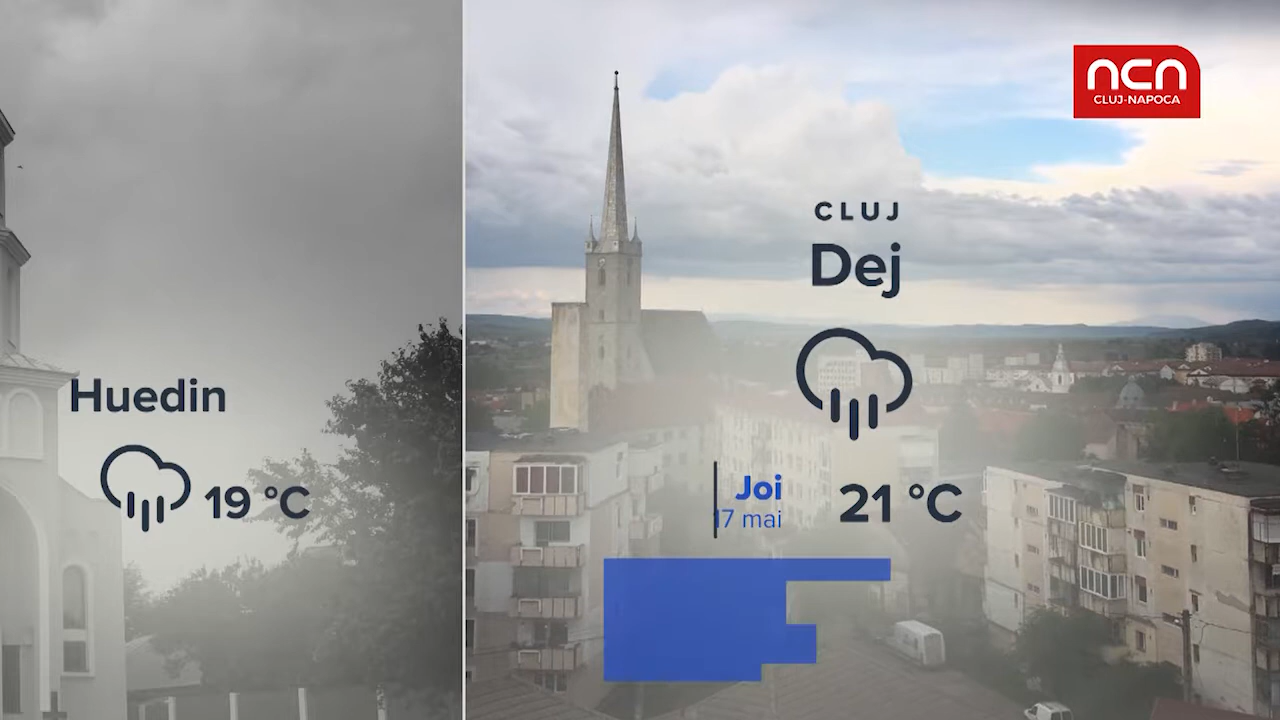 ncn
CLUJ-NAPOCA
Huedin
19 °C
CLUJ
Dej
Joi
17 mai
21 °C